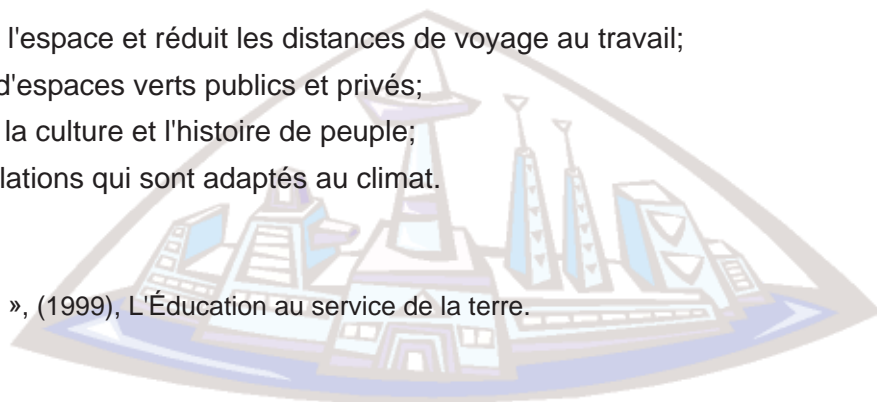 l'espace et réduit les distances de voyage au travail;
d'espaces verts publics et privés;
la culture et l'histoire de peuple;
lations qui sont adaptés au climat.
», (1999), L'Éducation au service de la terre.